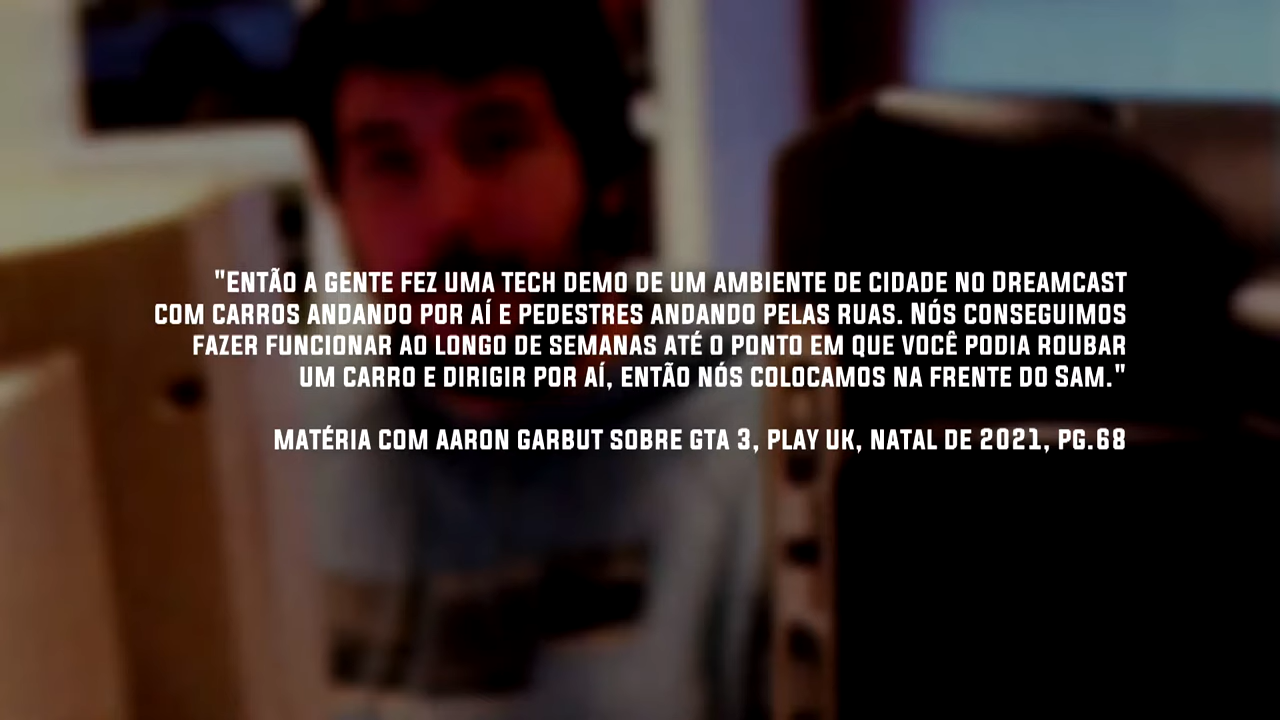 "ENTÃO A GENTE FEZ UMA TECH DEMO DE UM AMBIENTE DE CIDADE NO DREAMCAST
COM CARROS ANDANDO POR AÍ E PEDESTRES ANDANDO PELAS RUAS. NÓS CONSEGUIMOS
FAZER FUNCIONAR AO LONGO DE SEMANAS ATÉ O PONTO EM QUE VOCÊ PODIA ROUBAR
UM CARRO E DIRIGIR POR AÍ, ENTÃO NÓS COLOCAMOS NA FRENTE DO SAM."
MATÉRIA COM AARON GARBUT SOBRE GTA 3, PLAY UK, NATAL DE 2021, PG.68